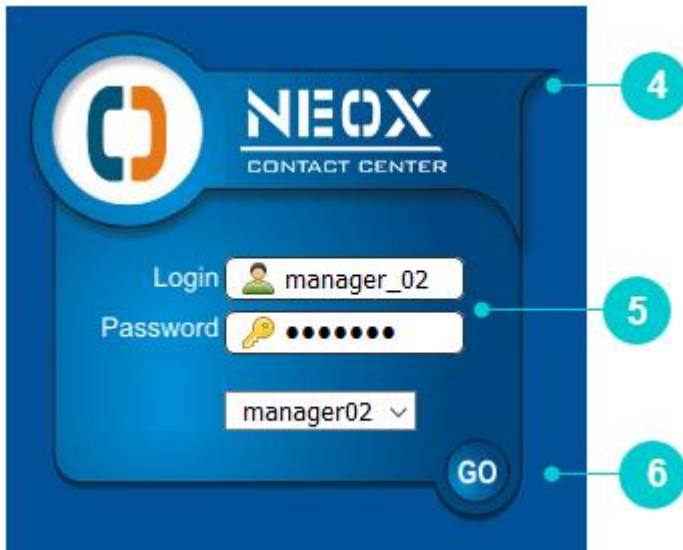 NEOX
4
CONTACT CENTER
Login manager_02
5
Password •••••••
manager02
GO
6